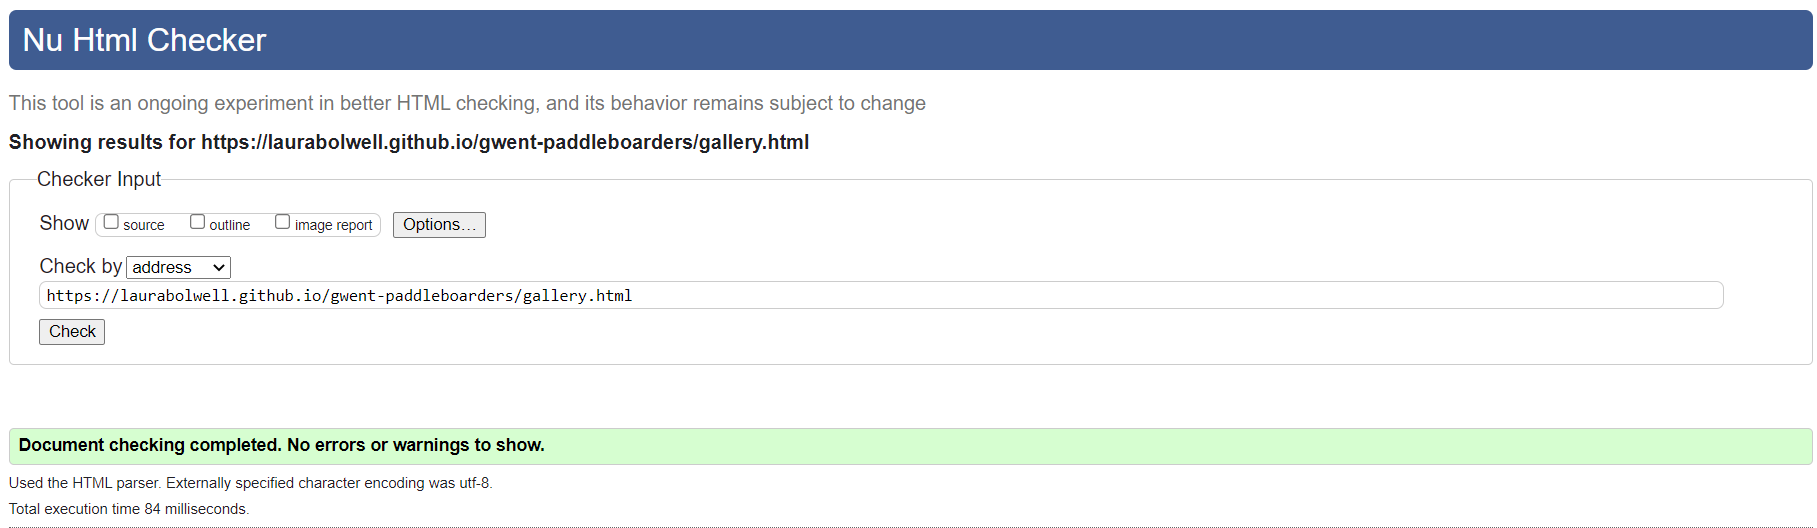 Nu Html Checker
This tool is an ongoing experiment in better HTML checking, and its behavior remains subject to change
Showing results for https://laurabolwell.github.io/gwent-paddleboarders/gallery.html
Checker Input
Show source outline image report Options...
Check by address
https://laurabolwell.github.io/gwent-paddleboarders/gallery.html
Check
Document checking completed. No errors or warnings to show.
Used the HTML parser. Externally specified character encoding was utf-8.
Total execution time 84 milliseconds.